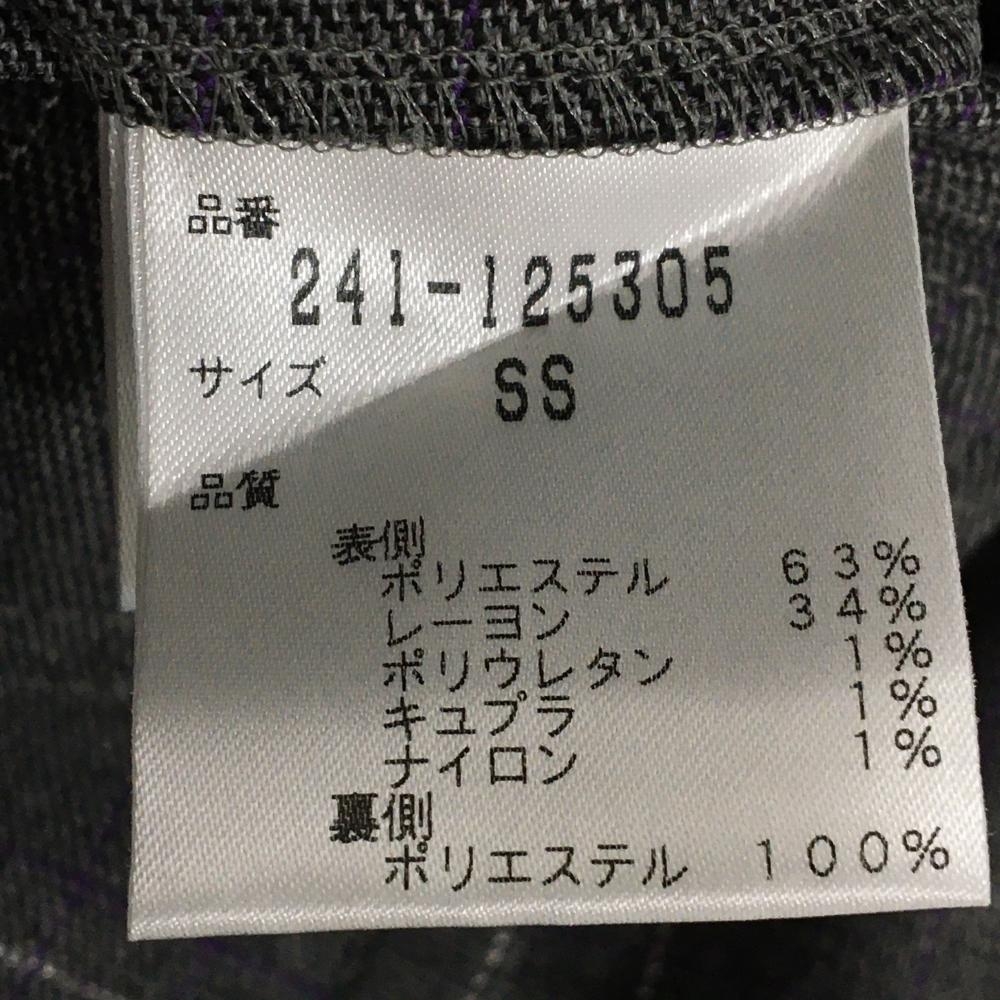 品番
241-125305
サイズ SS
品質
表側
ポリエステル 63%
レーヨン 34%
ポリウレタン 1%
キュプラ 1%
ナイロン 1%
裏側
ポリエステル 100%